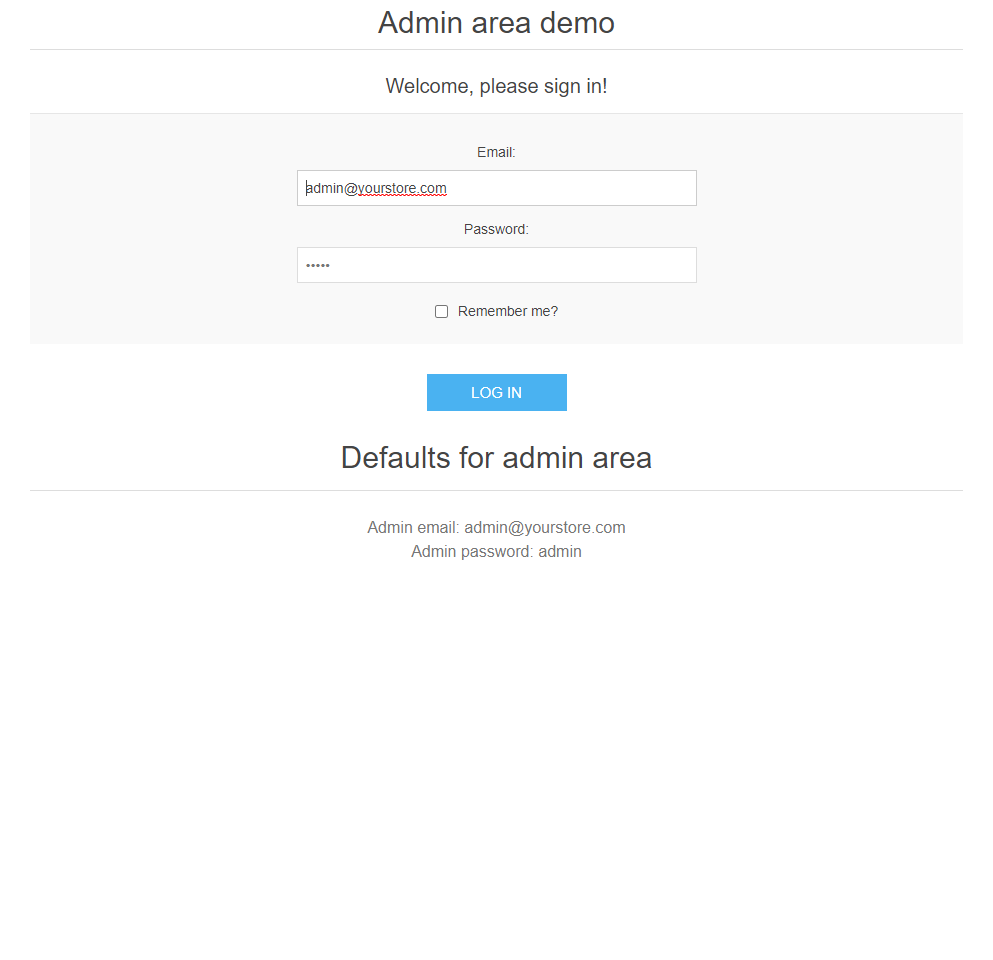 Admin area demo
Welcome, please sign in!
Email:
admin@yourstore.com
Password:
•••••
Remember me?
LOG IN
Defaults for admin area
Admin email: admin@yourstore.com
Admin password: admin